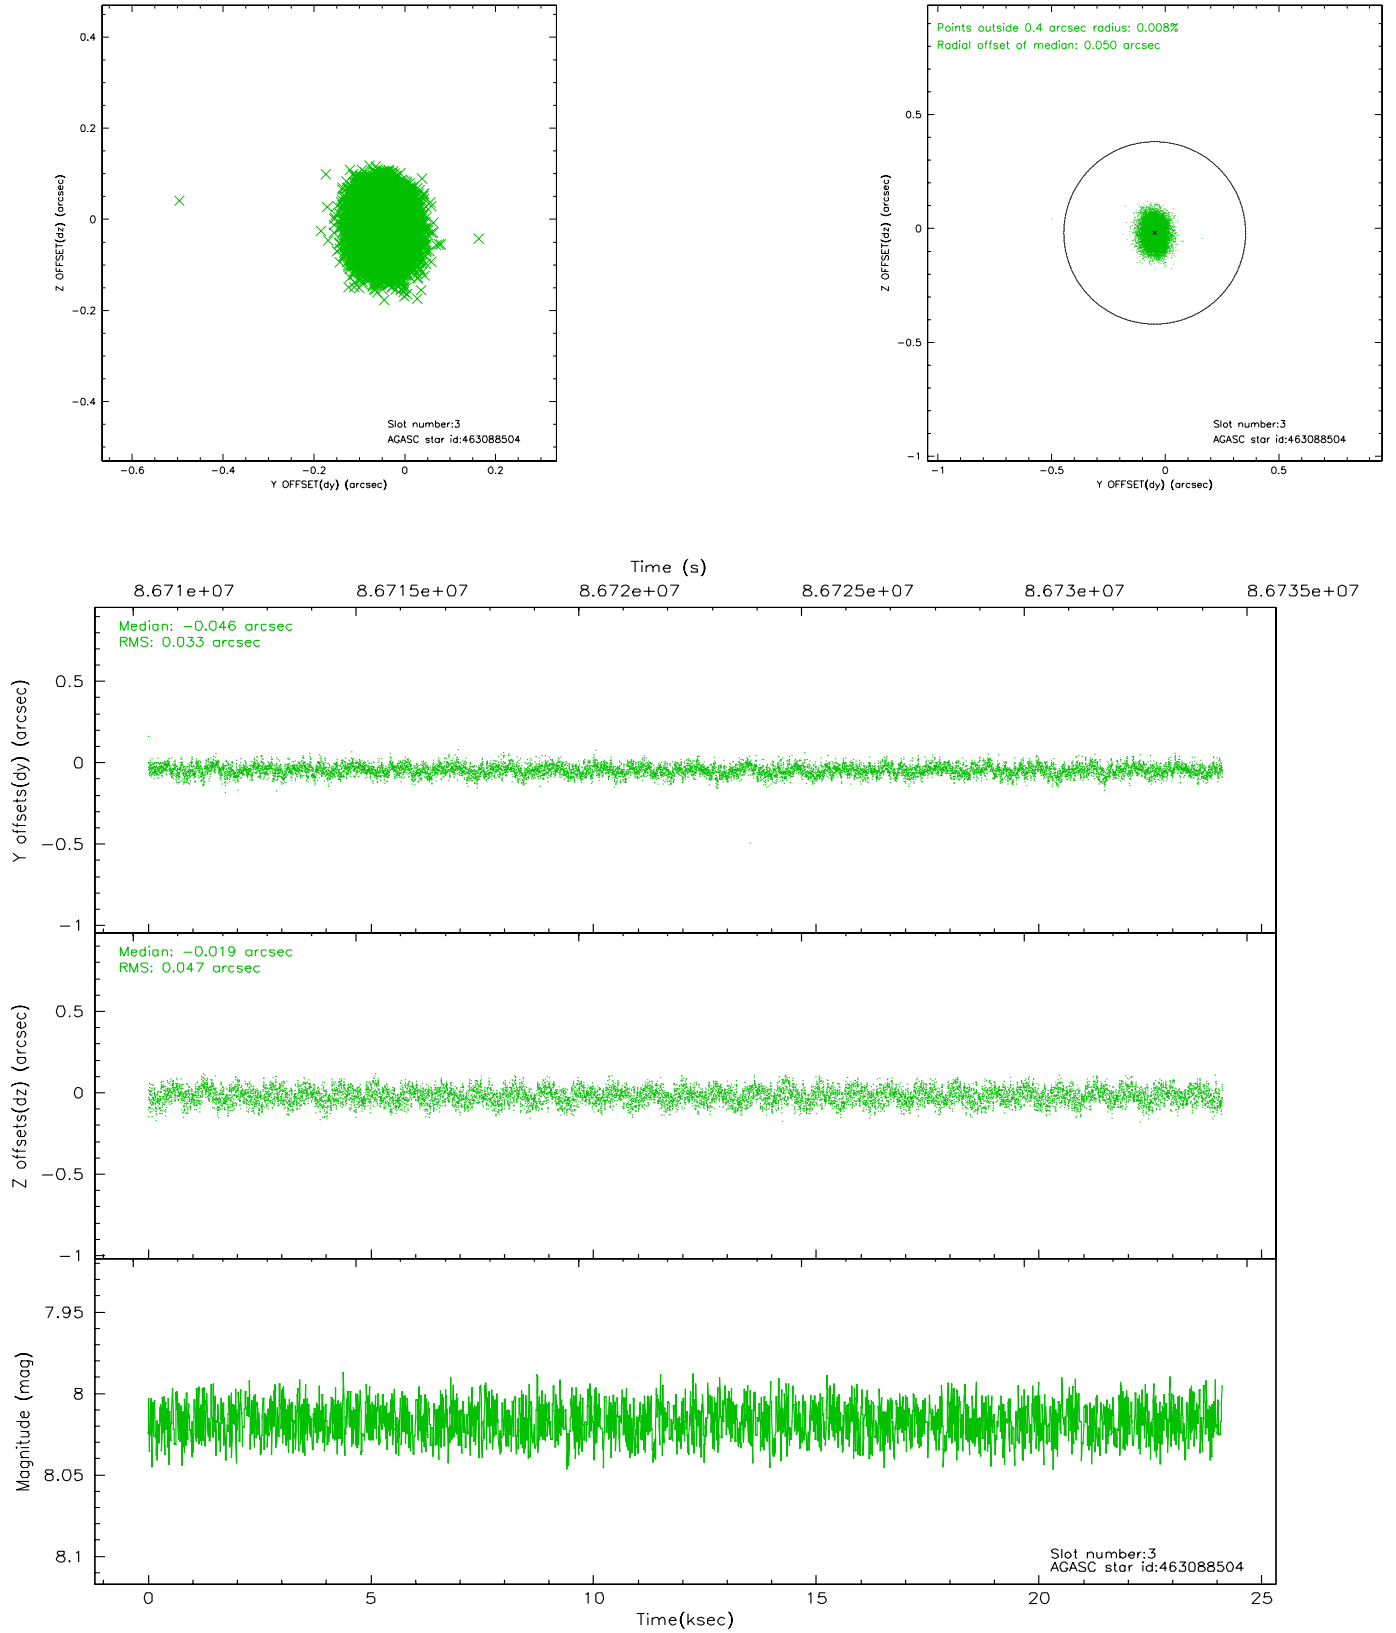 0.4
0.2
0
−0.2
−0.4
Z OFFSET(dz) (arcsec)
Slot number:3
AGASC star id:463088504
−0.6 −0.4 −0.2 0 0.2
Y OFFSET(dy) (arcsec)
Points outside 0.4 arcsec radius: 0.008%
Radial offset of median: 0.050 arcsec
0.5
0
−0.5
−1
Z OFFSET(dz) (arcsec)
Slot number:3
AGASC star id:463088504
−1 −0.5 0 0.5
Y OFFSET(dy) (arcsec)
Time (s)
8.671e+07 8.6715e+07 8.672e+07 8.6725e+07 8.673e+07 8.6735e+07
Median: −0.046 arcsec
RMS: 0.033 arcsec
0.5
0
−0.5
−1
Y offsets(dy) (arcsec)
Median: −0.019 arcsec
RMS: 0.047 arcsec
0.5
0
−0.5
−1
Z offsets(dz) (arcsec)
7.95
8
8.05
8.1
Magnitude (mag)
Slot number:3
AGASC star id:463088504
0 5 10 15 20 25
Time(ksec)